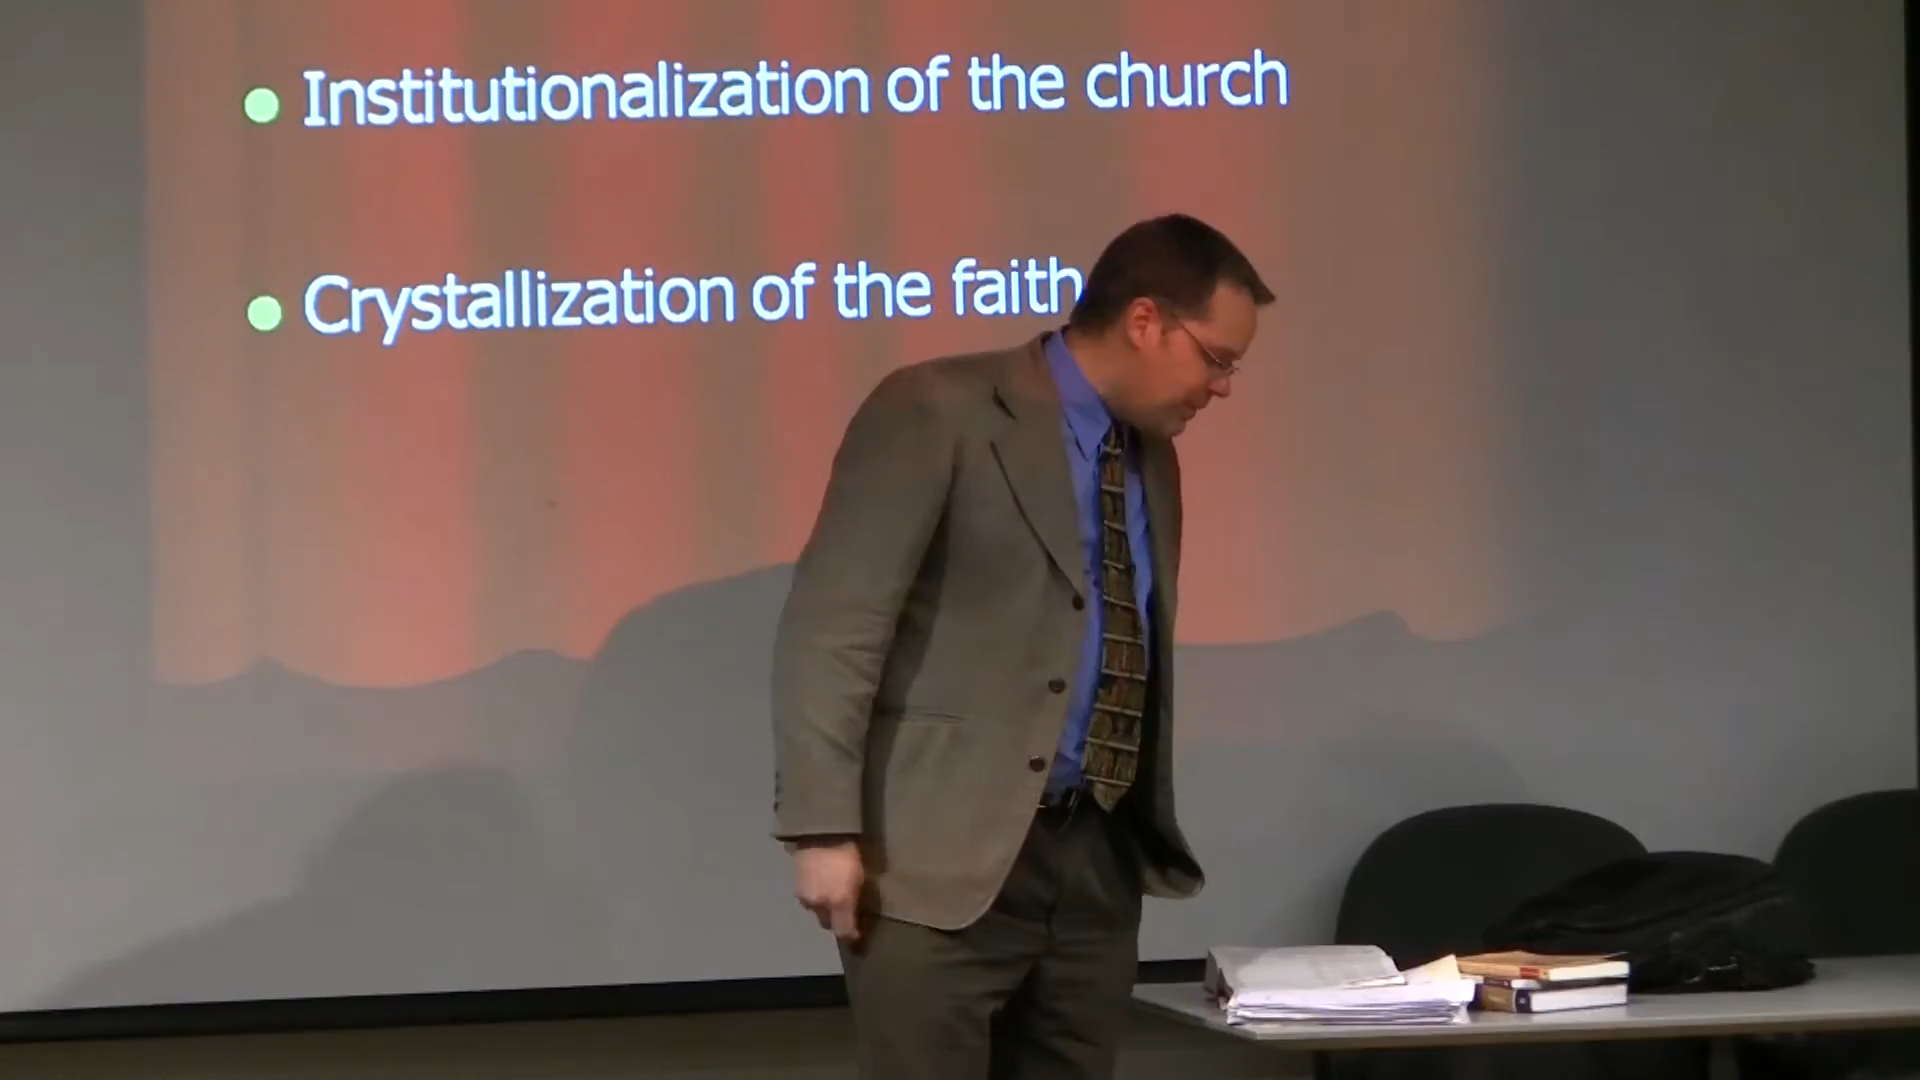 Institutionalization of the church
Crystallization of the faith